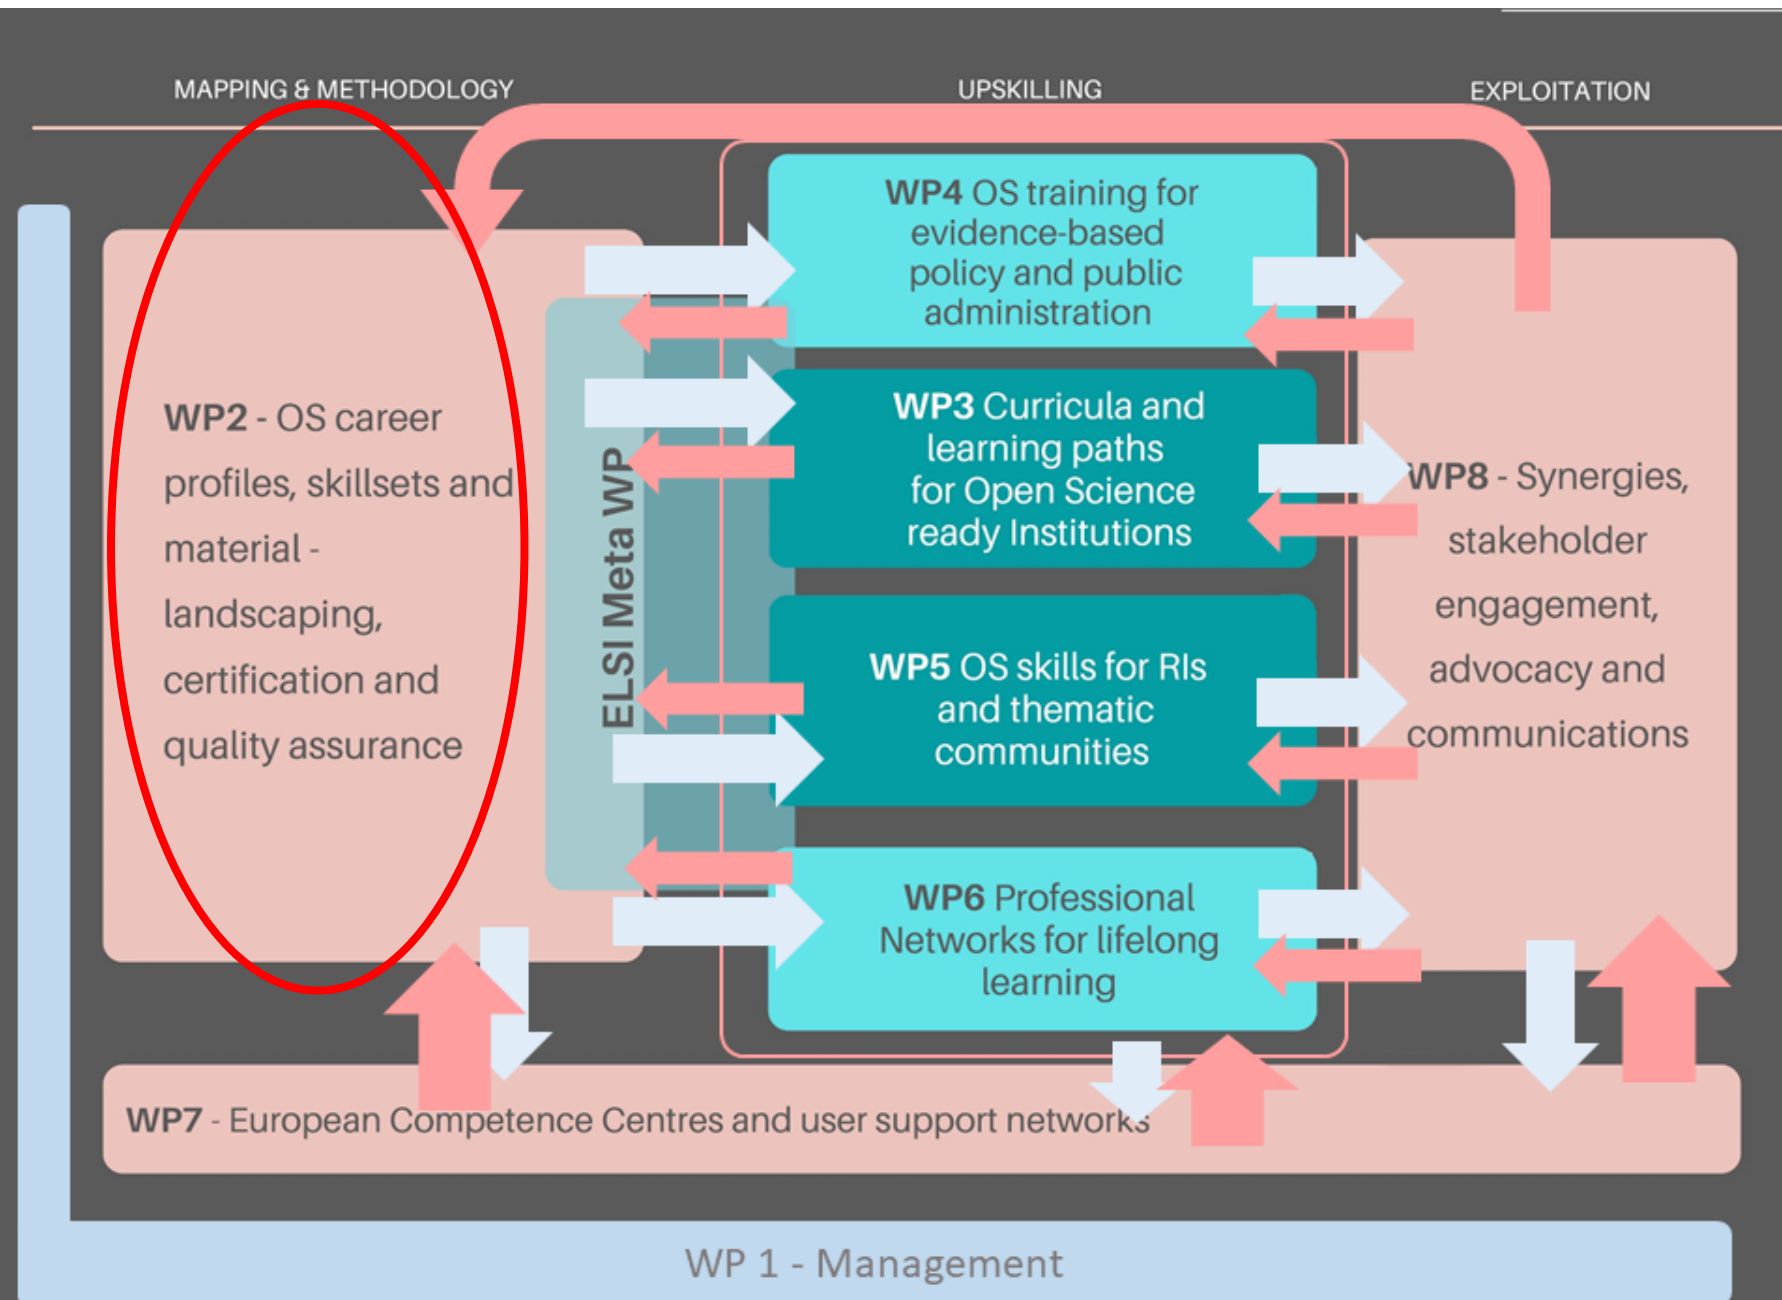 MAPPING & METHODOLOGY
UPSKILLING
EXPLOITATION
WP2 - OS career
profiles, skillsets and
material -
landscaping,
certification and
quality assurance
ELSI Meta WP
WP4 OS training for
evidence-based
policy and public
administration
WP3 Curricula and
learning paths
for Open Science
ready Institutions
WP5 OS skills for RIs
and thematic
communities
WP6 Professional
Networks for lifelong
learning
WP8 - Synergies,
stakeholder
engagement,
advocacy and
communications
WP7 - European Competence Centres and user support networks
WP 1 - Management